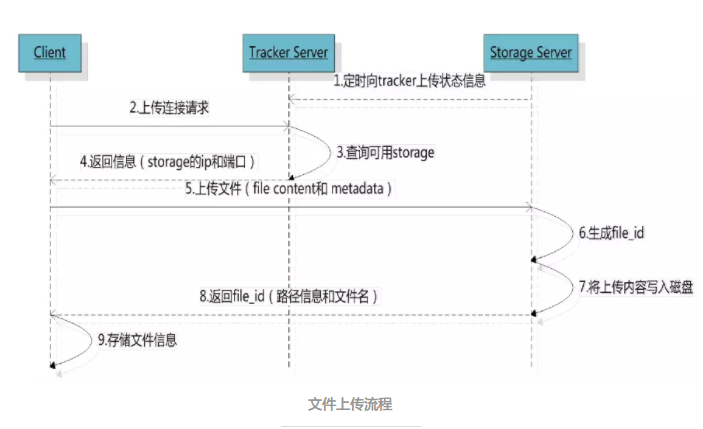 Client
Tracker Server
Storage Server
1.定时向tracker上传状态信息
2.上传连接请求
3.查询可用storage
4.返回信息（storage的ip和端口）
5.上传文件（file content和 metadata）
6.生成file_id
7.将上传内容写入磁盘
8.返回file_id（路径信息和文件名）
9.存储文件信息
文件上传流程